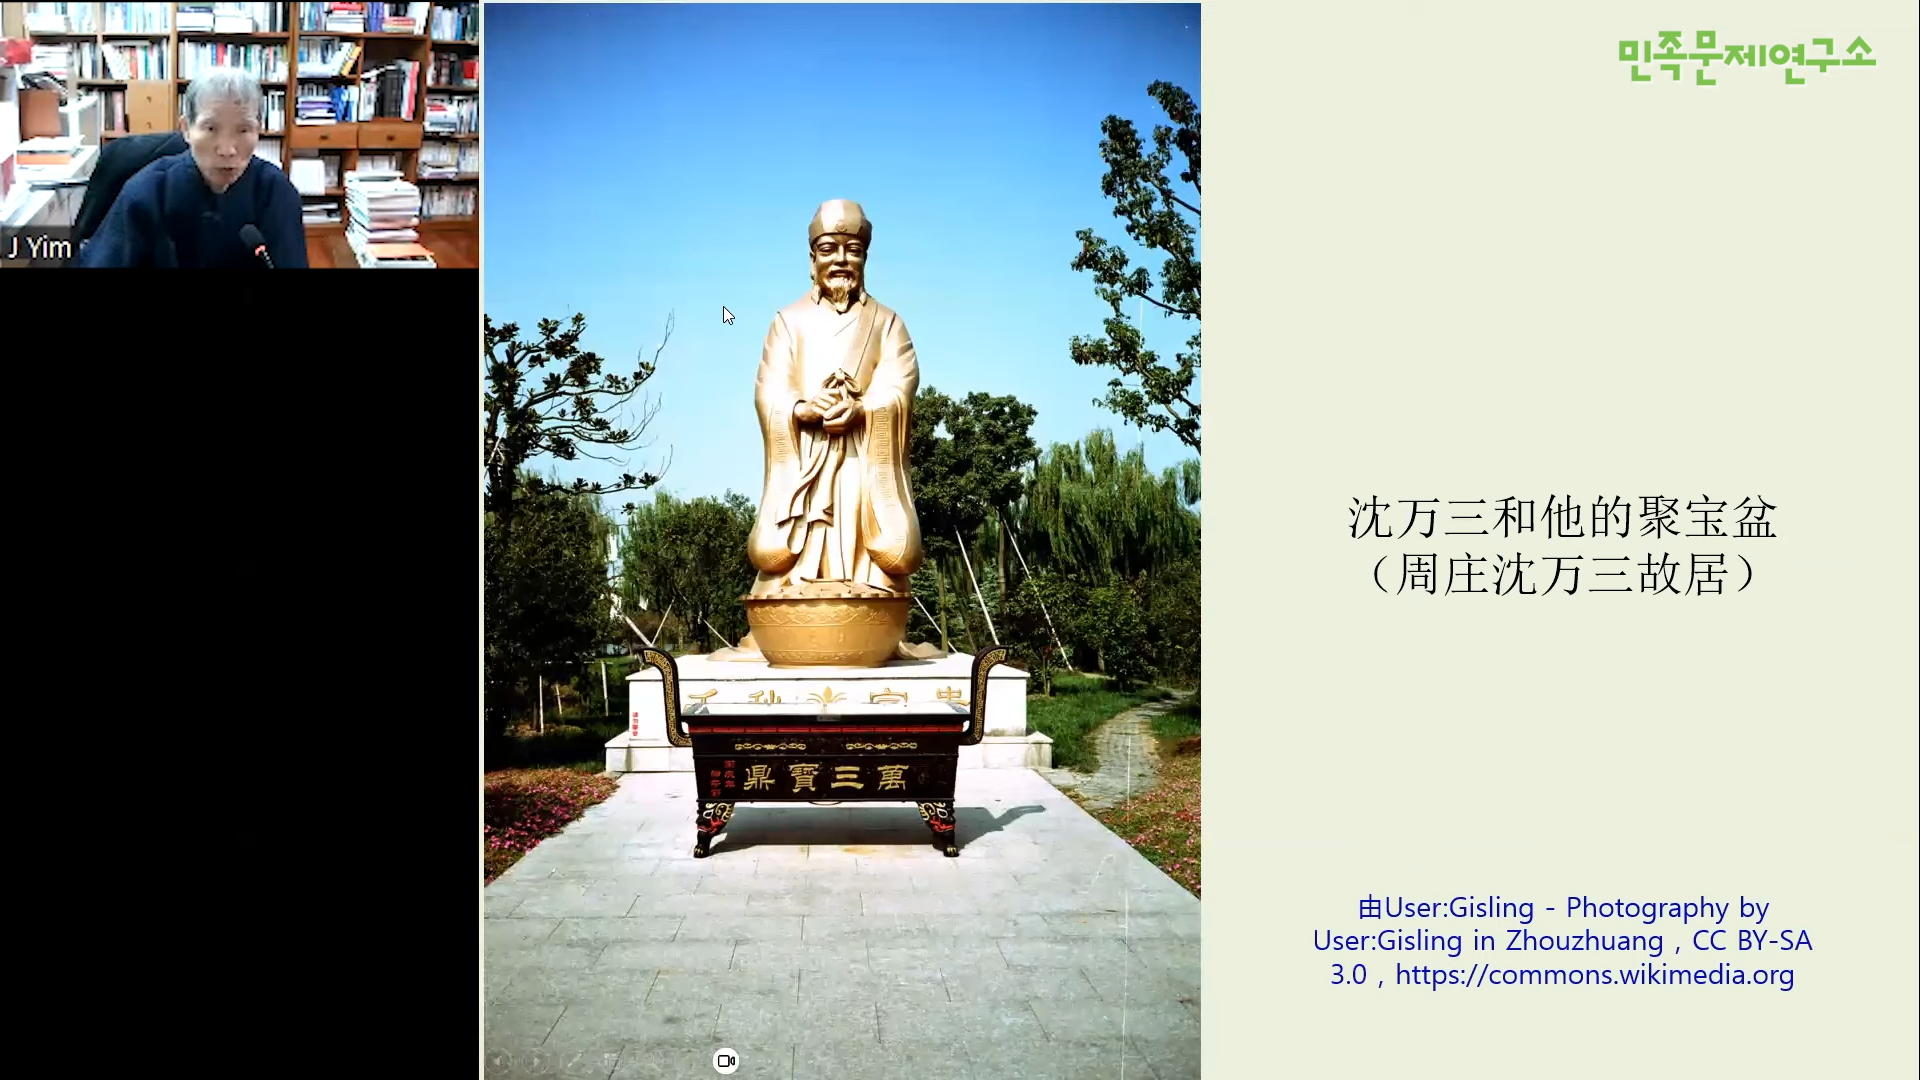 J Yim
민족문제연구소
沈万三和他的聚宝盆
（周庄沈万三故居）
鼎寶三萬
由User:Gisling - Photography by
User:Gisling in Zhouzhuang , CC BY-SA
3.0 , https://commons.wikimedia.org